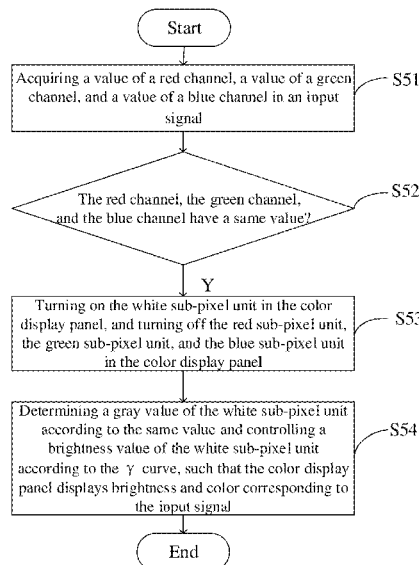 Start
Acquiring a value of a red channel, a value of a green
channel, and a value of a blue channel in an input
signal
S51
The red channel, the green channel,
and the blue channel have a same value?
S52
Y
Turning on the white sub-pixel unit in the color
display panel, and turning off the red sub-pixel unit,
the green sub-pixel unit, and the blue sub-pixel unit
in the color display panel
S53
Determining a gray value of the white sub-pixel unit
according to the same value and controlling a
brightness value of the white sub-pixel unit
according to the γ curve, such that the color display
panel displays brightness and color corresponding to
the input signal
S54
End